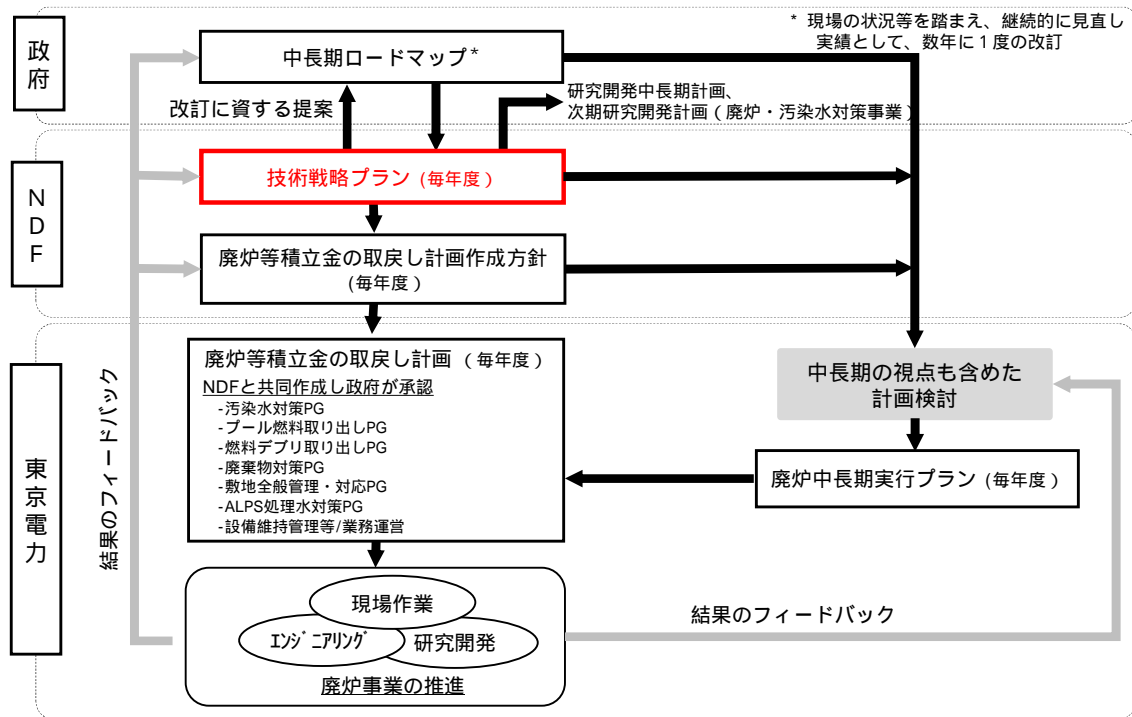 政府
中長期ロードマップ*
* 現場の状況等を踏まえ、継続的に見直し
実績として、数年に１度の改訂
改訂に資する提案
研究開発中長期計画、
次期研究開発計画（廃炉・汚染水対策事業）
NDF
技術戦略プラン（毎年度）
廃炉等積立金の取戻し計画作成方針
（毎年度）
東京電力
結果のフィードバック
廃炉等積立金の取戻し計画（毎年度）
NDFと共同作成し政府が承認
-汚染水対策PG
-プール燃料取り出しPG
-燃料デブリ取り出しPG
-廃棄物対策PG
-敷地全般管理・対応PG
-ALPS処理水対策PG
-設備維持管理等/業務運営
中長期の視点も含めた
計画検討
廃炉中長期実行プラン（毎年度）
現場作業
ｴﾝｼﾞﾆｱﾘﾝｸﾞ
研究開発
廃炉事業の推進
結果のフィードバック